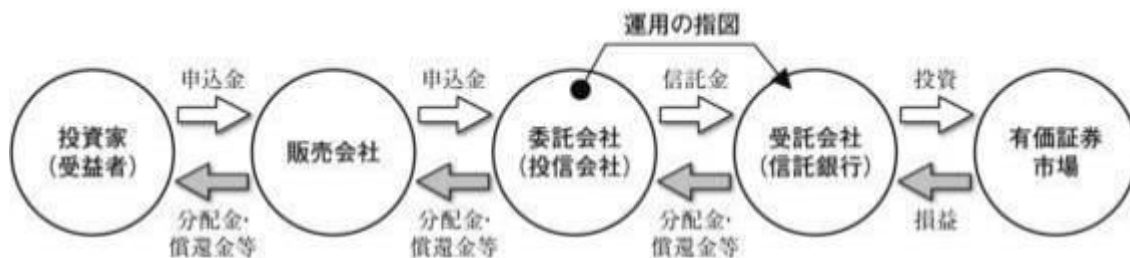 運用の指図
申込金
申込金
信託金
投資
投資家
（受益者）
販売会社
委託会社
（投信会社）
受託会社
（信託銀行）
有価証券
市場
分配金・
償還金等
分配金・
償還金等
分配金・
償還金等
損益